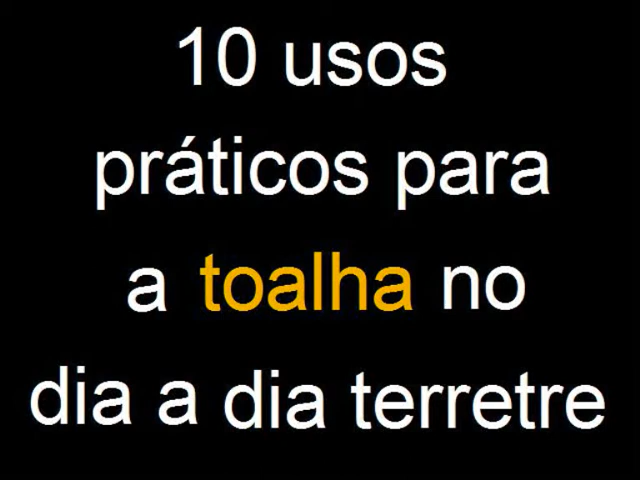 10 usos
práticos para
a toalha no
dia a dia terretre